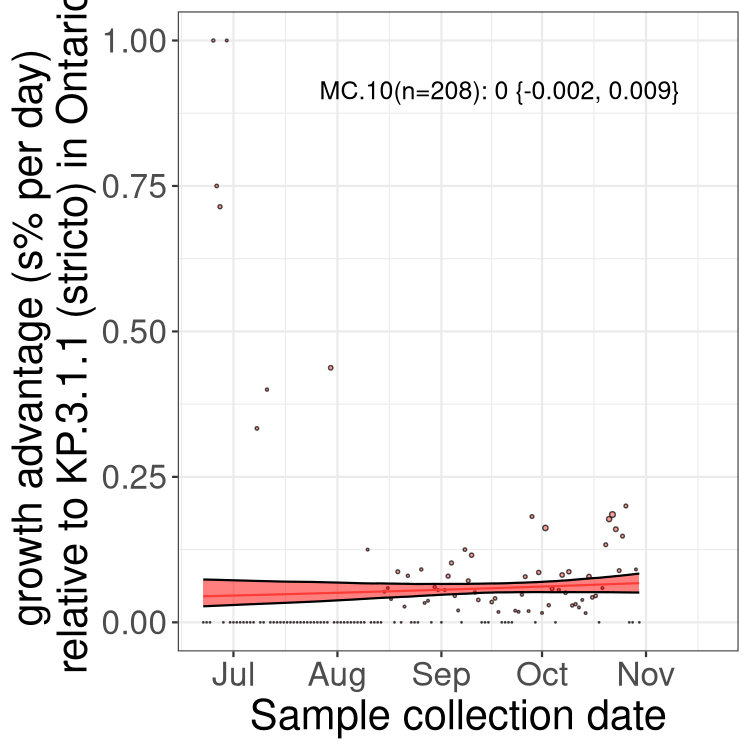 growth advantage (s% per day)
relative to KP.3.1.1 (stricto) in Ontario
1.00
0.75
0.50
0.25
0.00
MC.10(n=208): 0 {-0.002, 0.009}
Jul Aug Sep Oct Nov
Sample collection date